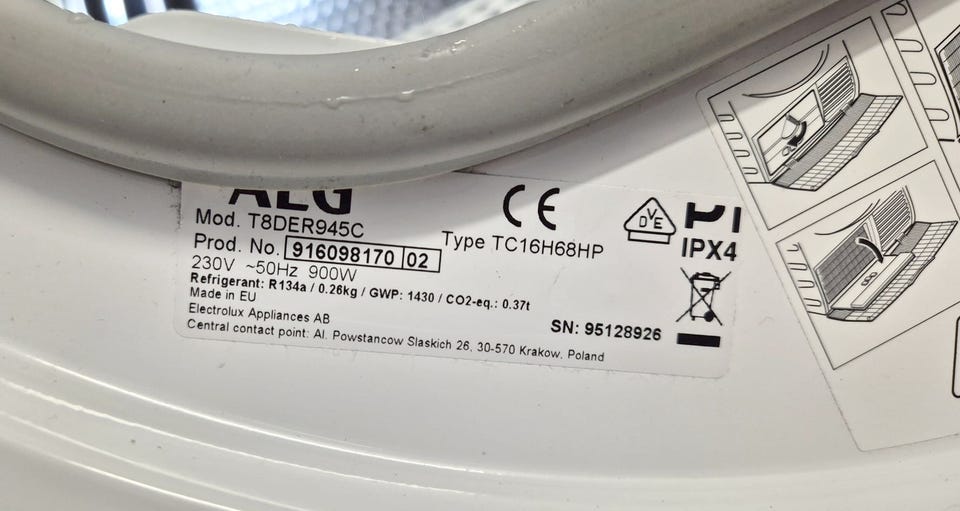 AEG
Mod. T8DER945C
Prod. No. 916098170 02
Type TC16H68HP
230V ~50Hz 900W
Refrigerant: R134a / 0.26kg / GWP: 1430 / CO2-eq.: 0.37t
Made in EU
Electrolux Appliances AB
Central contact point: Al. Powstancow Slaskich 26, 30-570 Krakow, Poland
SN: 95128926
CE
DVE
IPX4